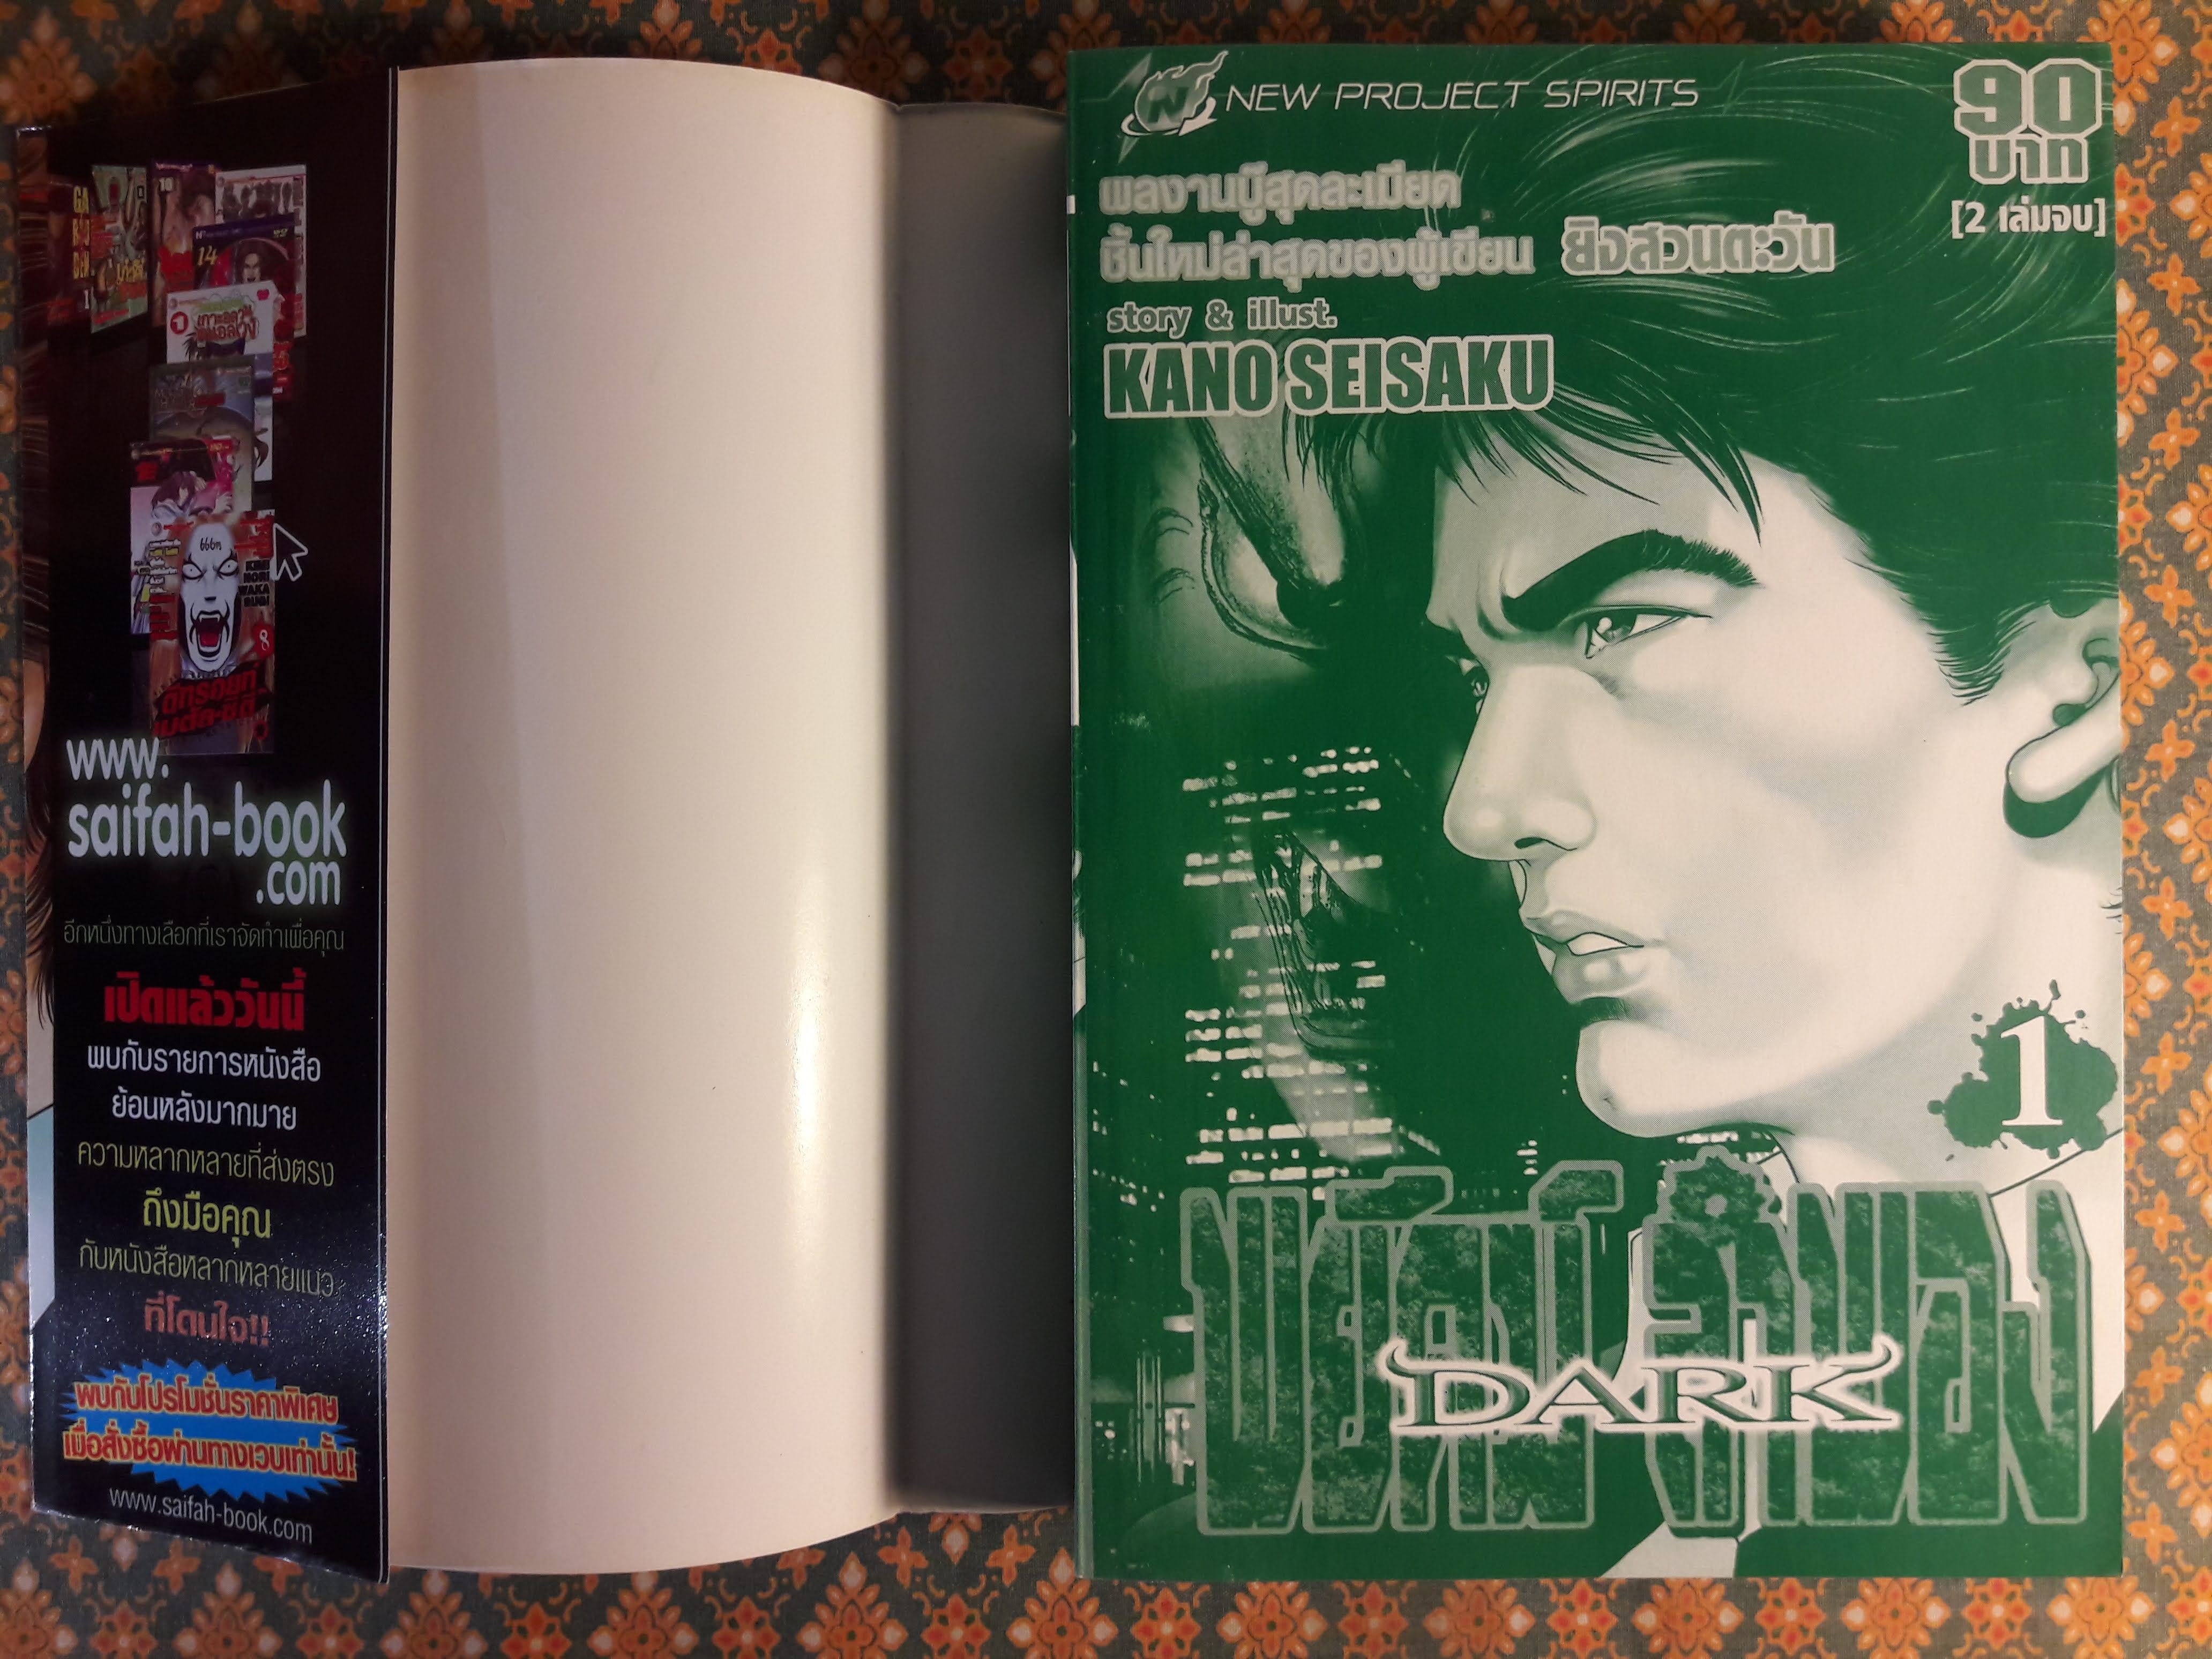 www.
saifah-book
.com
อีกหนึ่งทางเลือกที่เราจัดทำเพื่อคุณ
เปิดแล้ววันนี้
พบกับรายการหนังสือ
ย้อนหลังมากมาย
ความหลากหลายที่ส่งตรง
ถึงมือคุณ
กับหนังสือหลากหลายแนว
ที่โดนใจ!!
พบกับโปรโมชั่นราคาพิเศษ
เมื่อสั่งซื้อผ่านทางเวบเท่านั้น!
www.saifah-book.com
NEW PROJECT SPIRITS
90
บาท
[2 เล่มจบ]
ผลงานบู๊สุดละเมียด
ชิ้นใหม่ล่าสุดของผู้เขียน ยิงสวนตะวัน
story & illust.
KANO SEISAKU
1
DARK